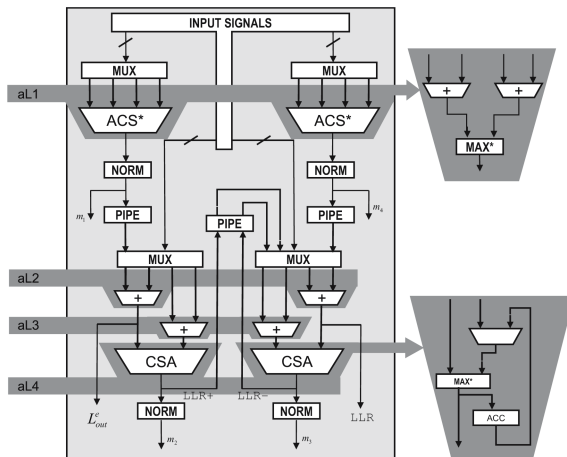 INPUT SIGNALS
MUX
MUX
aL1
ACS*
ACS*
+
+
MAX*
NORM
NORM
m₁
m₄
PIPE
PIPE
PIPE
MUX
MUX
aL2
+
+
aL3
+
+
CSA
CSA
MAX*
ACC
aL4
LLR+
LLR-
L^e_out
NORM
NORM
LLR
m₂
m₃